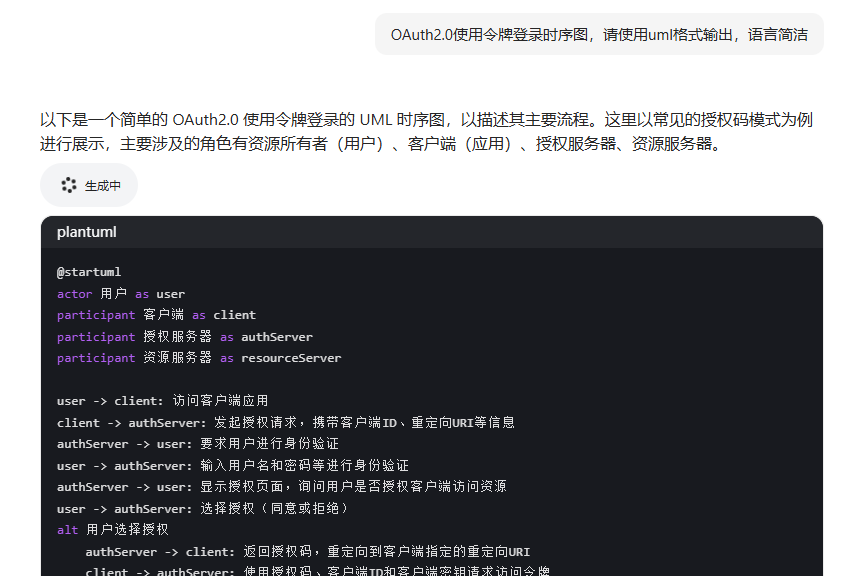 OAuth2.0使用令牌登录时序图，请使用uml格式输出，语言简洁
以下是一个简单的 OAuth2.0 使用令牌登录的 UML 时序图，以描述其主要流程。这里以常见的授权码模式为例
进行展示，主要涉及的角色有资源所有者（用户）、客户端（应用）、授权服务器、资源服务器。
生成中
plantuml
@startuml
actor 用户 as user
participant 客户端 as client
participant 授权服务器 as authServer
participant 资源服务器 as resourceServer
user -> client: 访问客户端应用
client -> authServer: 发起授权请求，携带客户端ID、重定向URI等信息
authServer -> user: 要求用户进行身份验证
user -> authServer: 输入用户名和密码等进行身份验证
authServer -> user: 显示授权页面，询问用户是否授权客户端访问资源
user -> authServer: 选择授权（同意或拒绝）
alt 用户选择授权
authServer -> client: 返回授权码，重定向到客户端指定的重定向URI
client -> authServer: 使用授权码、客户端ID和客户端密钥请求访问令牌